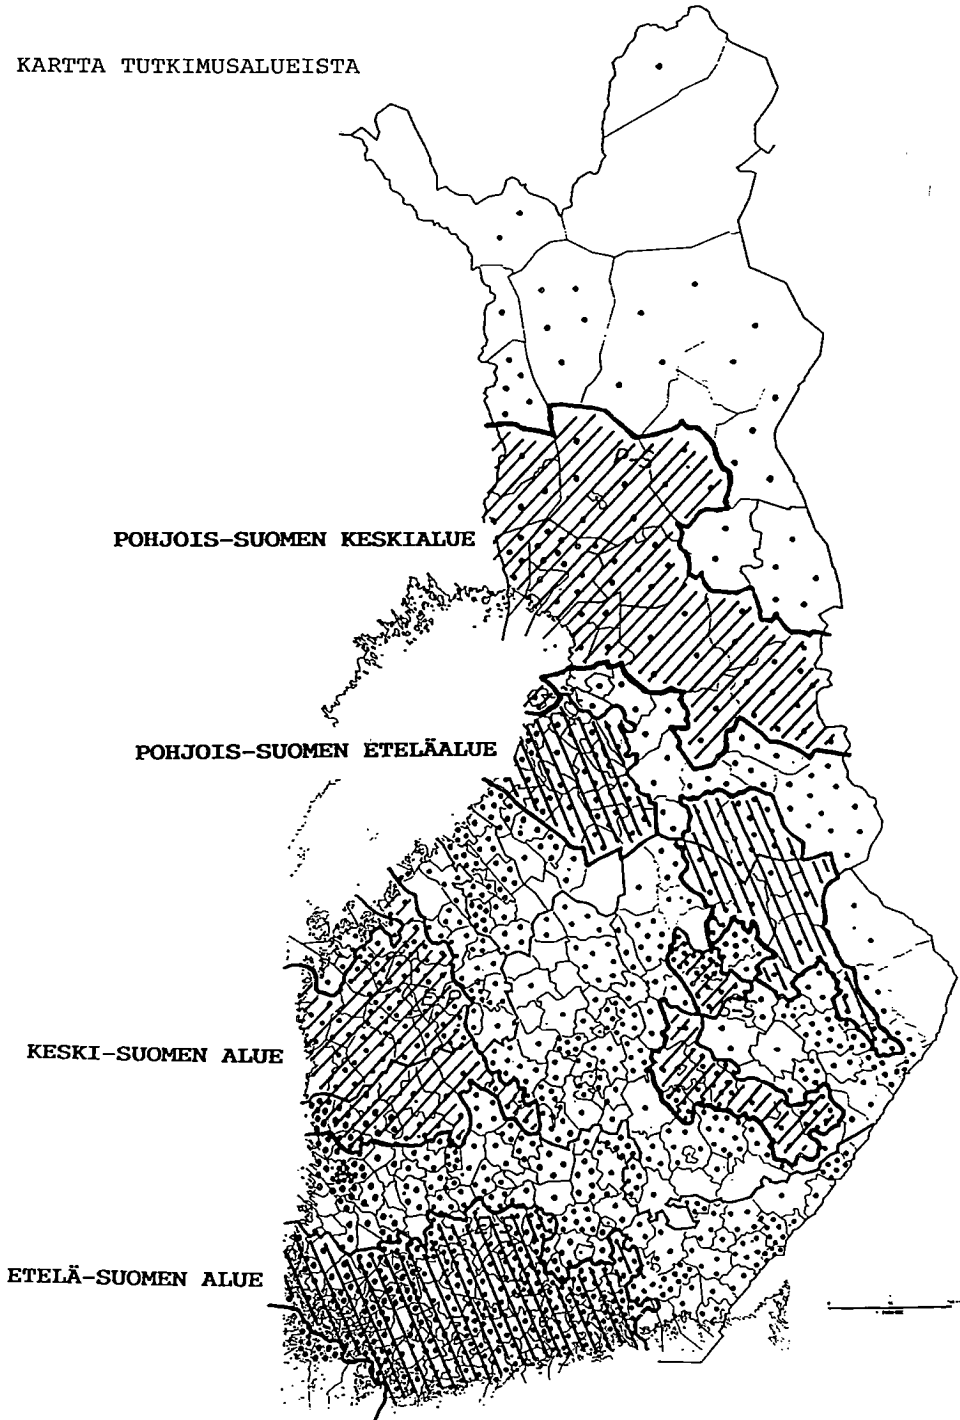 KARTTA TUTKIMUSALUEISTA
POHJOIS-SUOMEN KESKIALUE
POHJOIS-SUOMEN ETELÄALUE
KESKI-SUOMEN ALUE
ETELÄ-SUOMEN ALUE